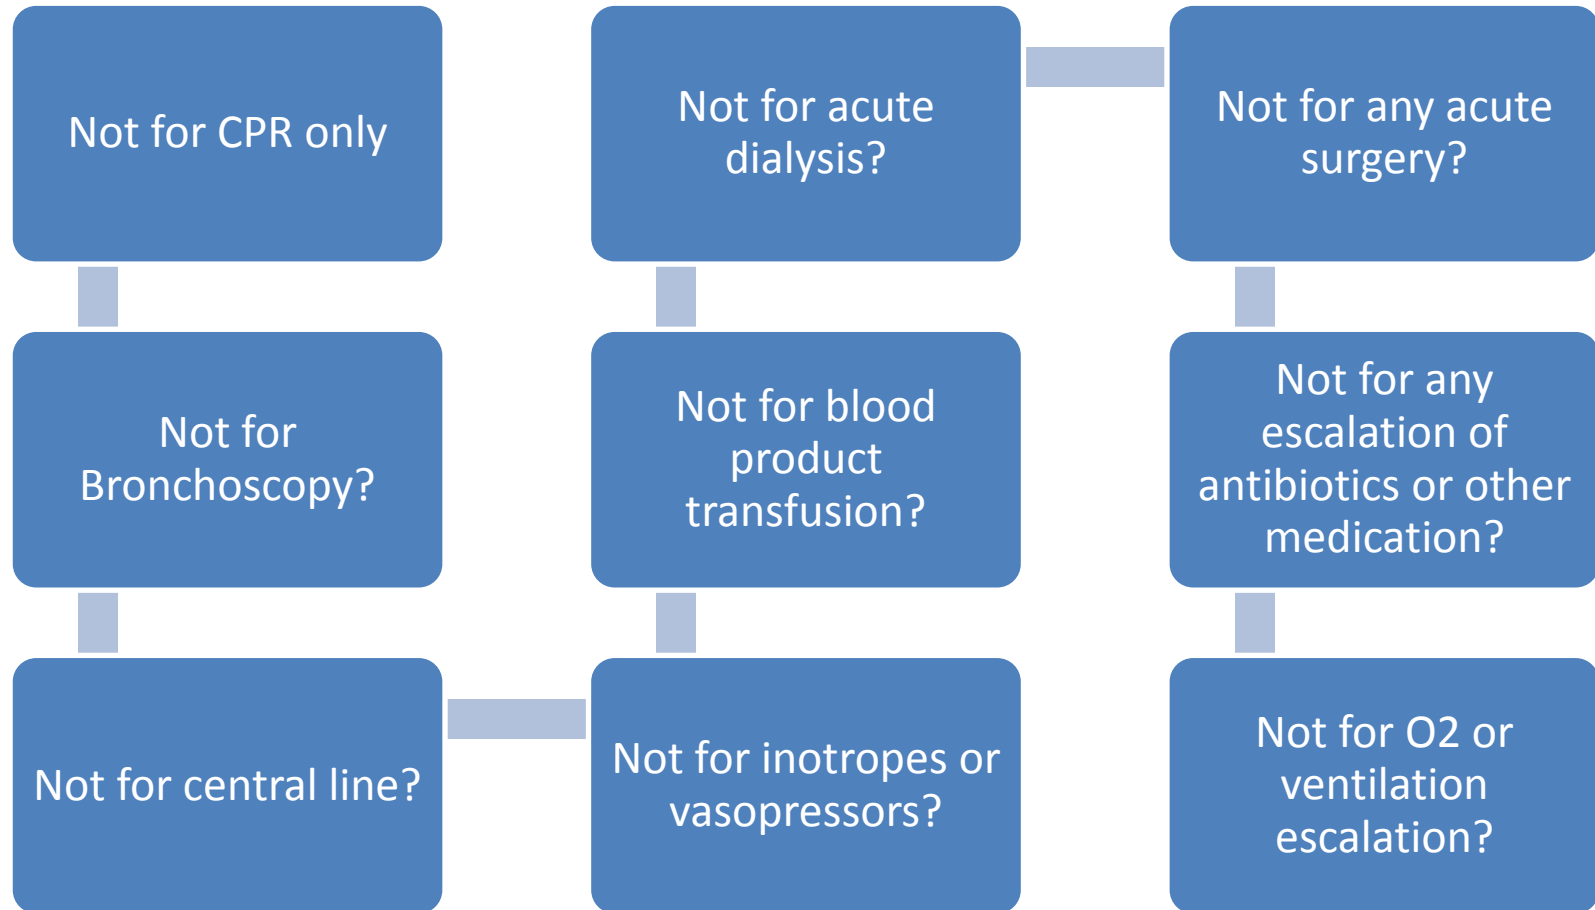 Not for CPR only
Not for
Bronchoscopy?
Not for central line?
Not for inotropes or
vasopressors?
Not for blood
product
transfusion?
Not for acute
dialysis?
Not for any acute
surgery?
Not for any
escalation of
antibiotics or other
medication?
Not for O2 or
ventilation
escalation?